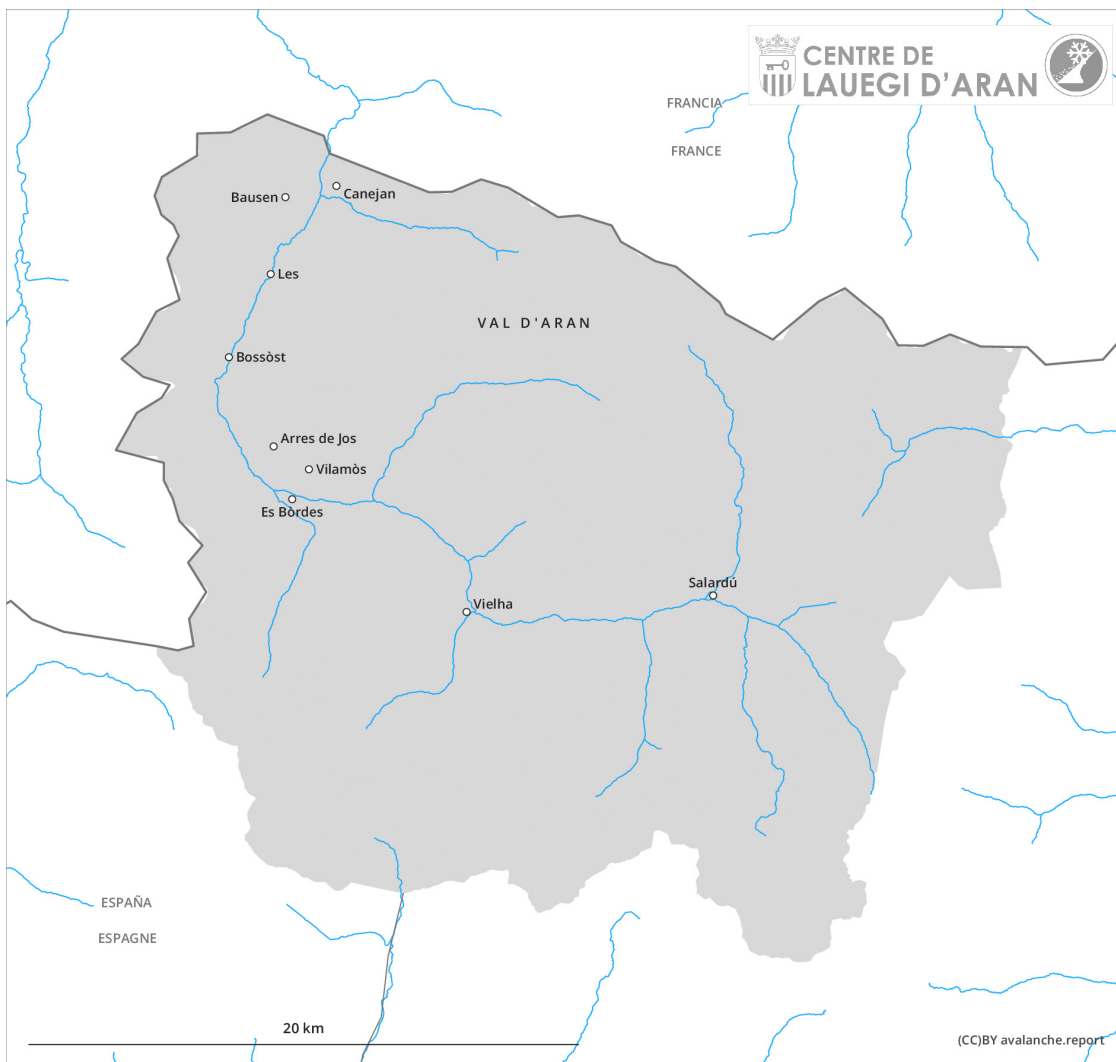 CENTRE DE
LAUEGI D'ARAN
FRANCIA
FRANCE
Bausen
Canejan
Les
VAL D'ARAN
Bossòst
Arres de Jos
Vilamòs
Es Bòrdes
Salardú
Vielha
ESPAÑA
ESPAGNE
20 km
(CC)BY avalanche.report